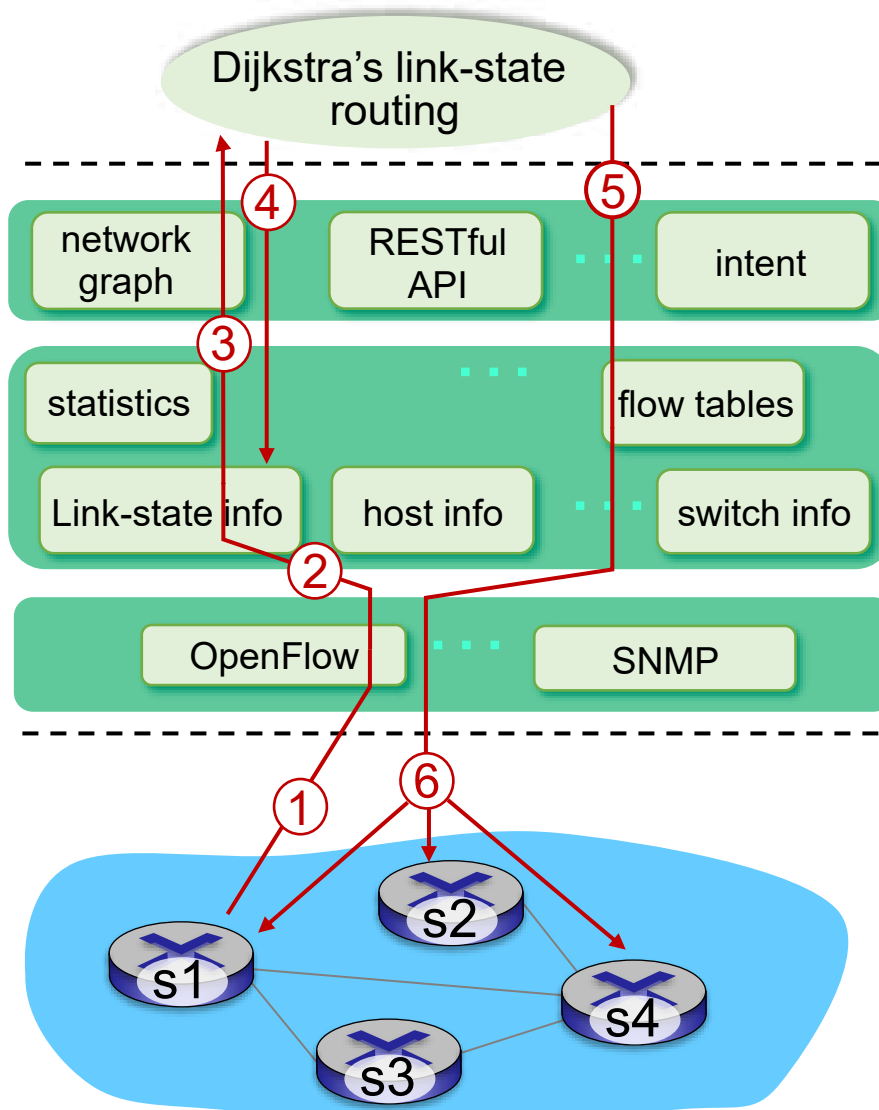 Dijkstra's link-state
routing
4
5
network
graph
RESTful
API
intent
3
statistics
flow tables
Link-state info
host info
switch info
2
OpenFlow
SNMP
1
6
s2
s1
s4
s3